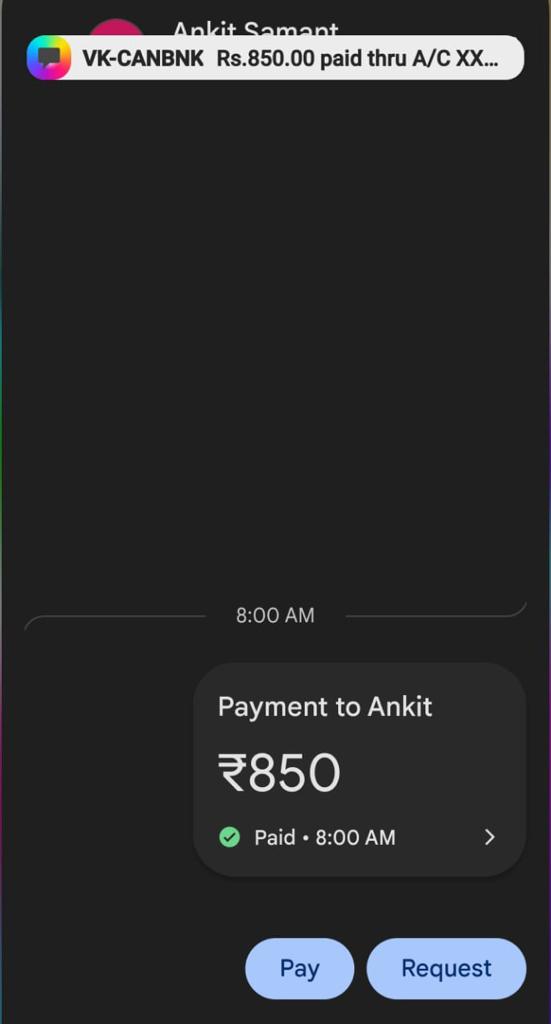 Ankit Samant
VK-CANBNK Rs.850.00 paid thru A/C XX...
8:00 AM
Payment to Ankit
₹850
Paid • 8:00 AM
Pay
Request